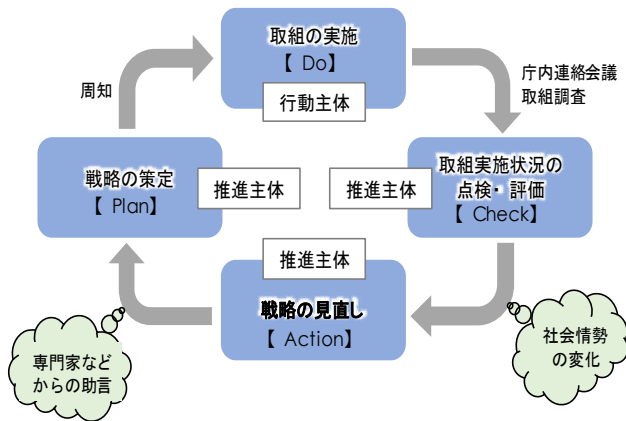 取組の実施
【 Do】
行動主体
周知
庁内連絡会議
取組調査
戦略の策定
【 Plan】
推進主体
推進主体
取組実施状況の
点検・評価
【 Check】
推進主体
戦略の見直し
【 Action】
専門家など
からの助言
社会情勢
の変化